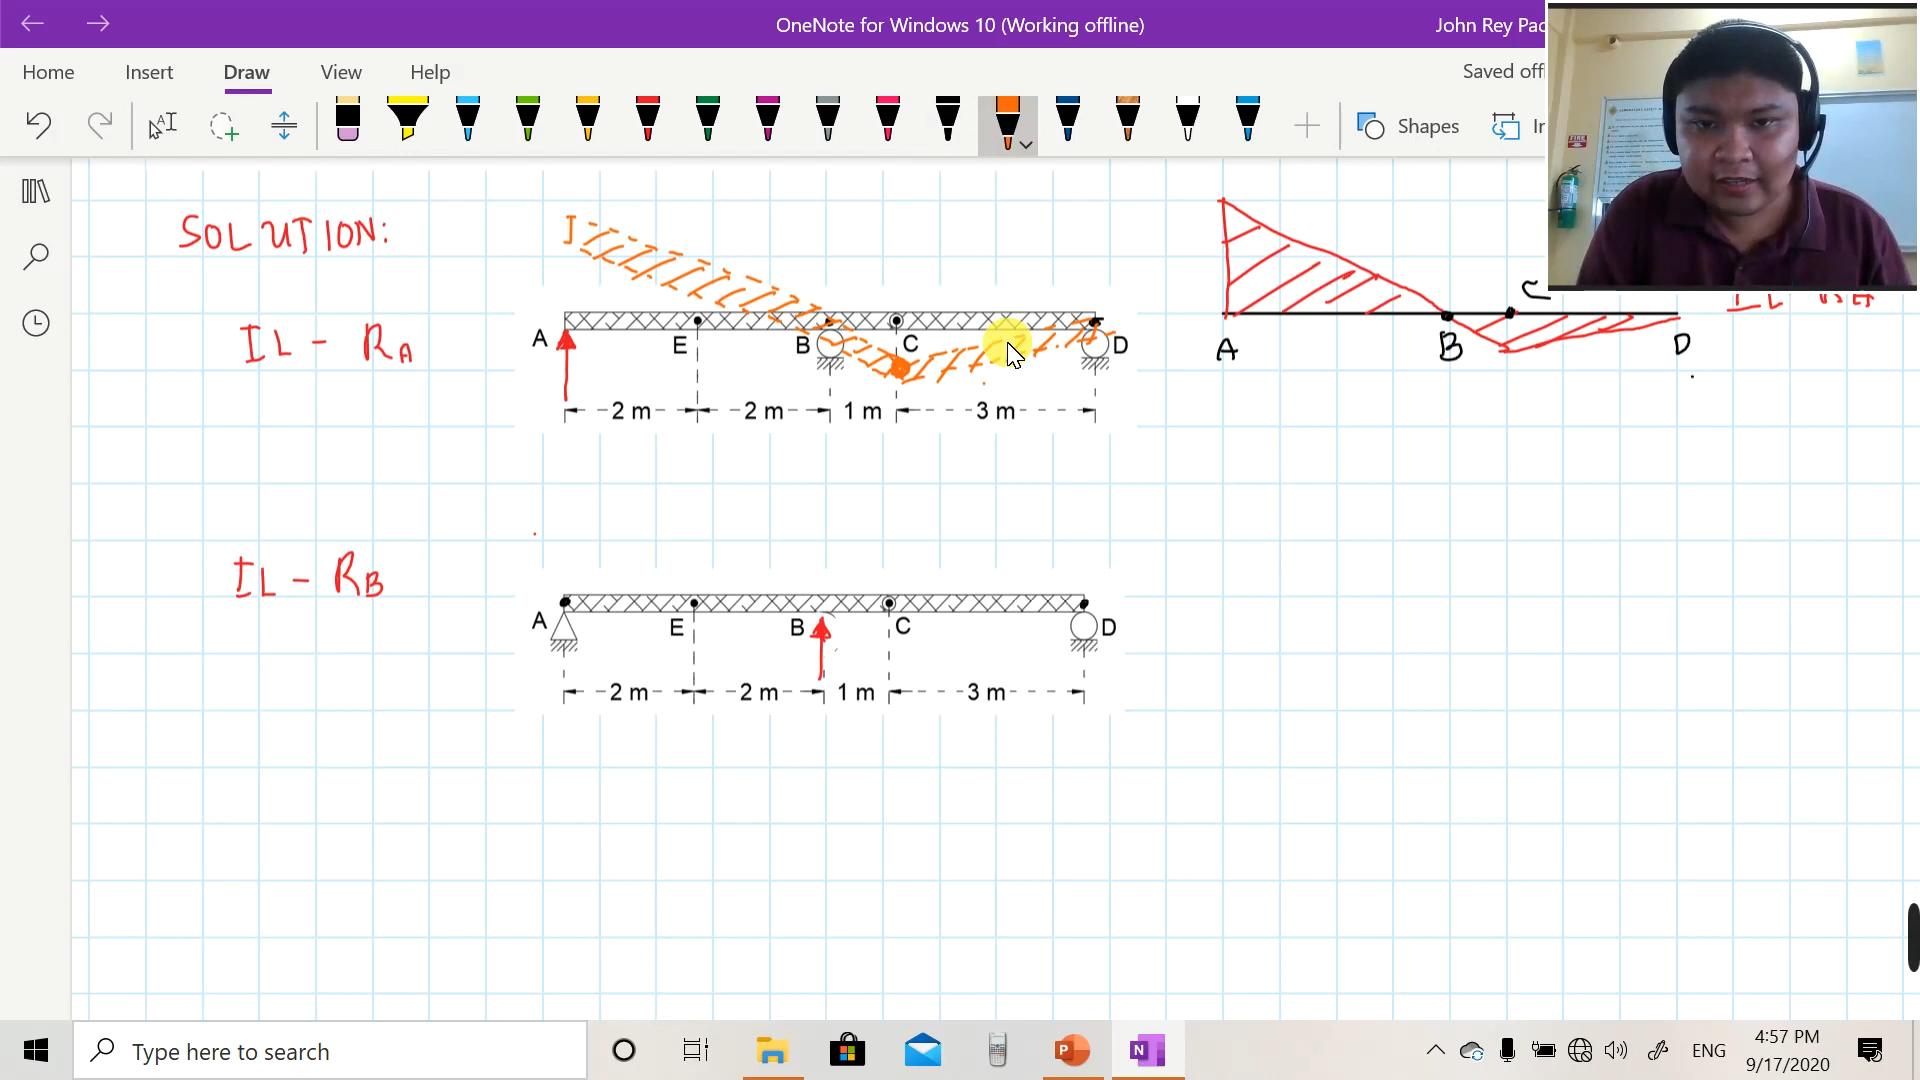 OneNote for Windows 10 (Working offline)
John Rey Pac
Home Insert Draw View Help
Saved offl
Shapes
In
SOLUTION:
IL - RA
A E B C D
2 m 2 m 1 m 3 m
C
A B D
IL - RB
A E B C D
2 m 2 m 1 m 3 m
Type here to search
ENG
4:57 PM
9/17/2020